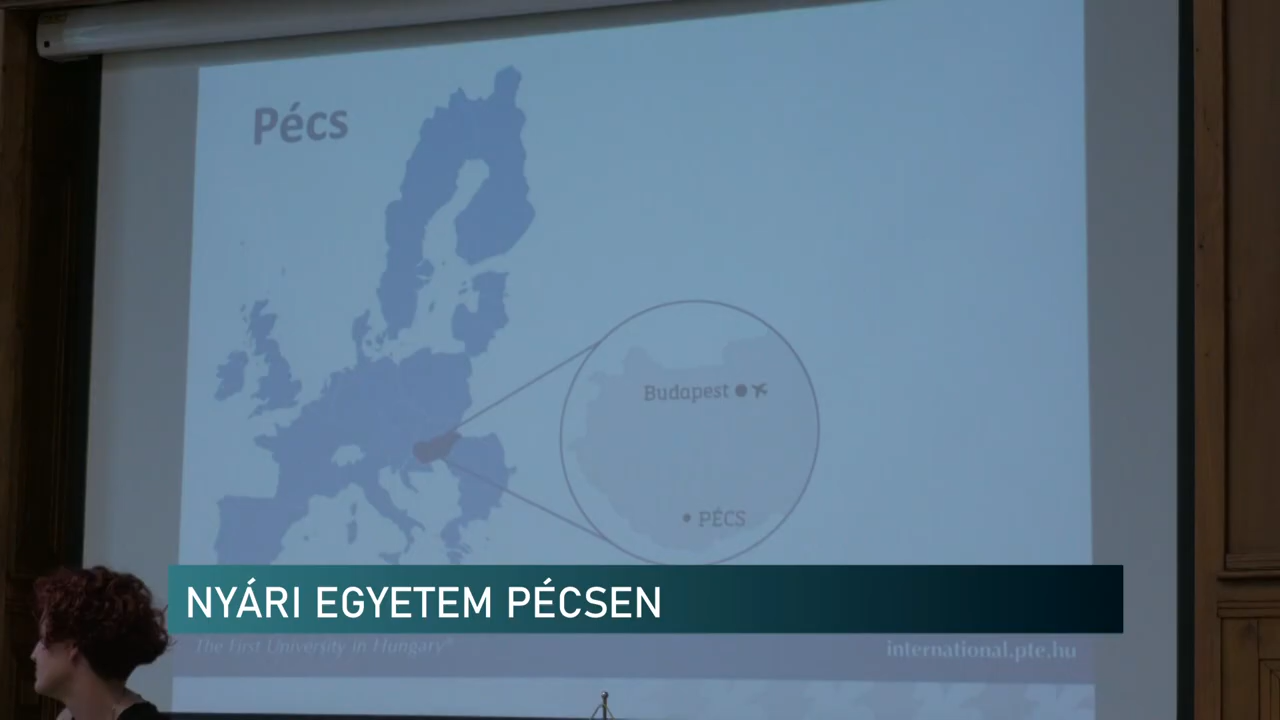 Pécs
Budapest
PÉCS
NYÁRI EGYETEM PÉCSEN
The First University in Hungary®
international.pte.hu